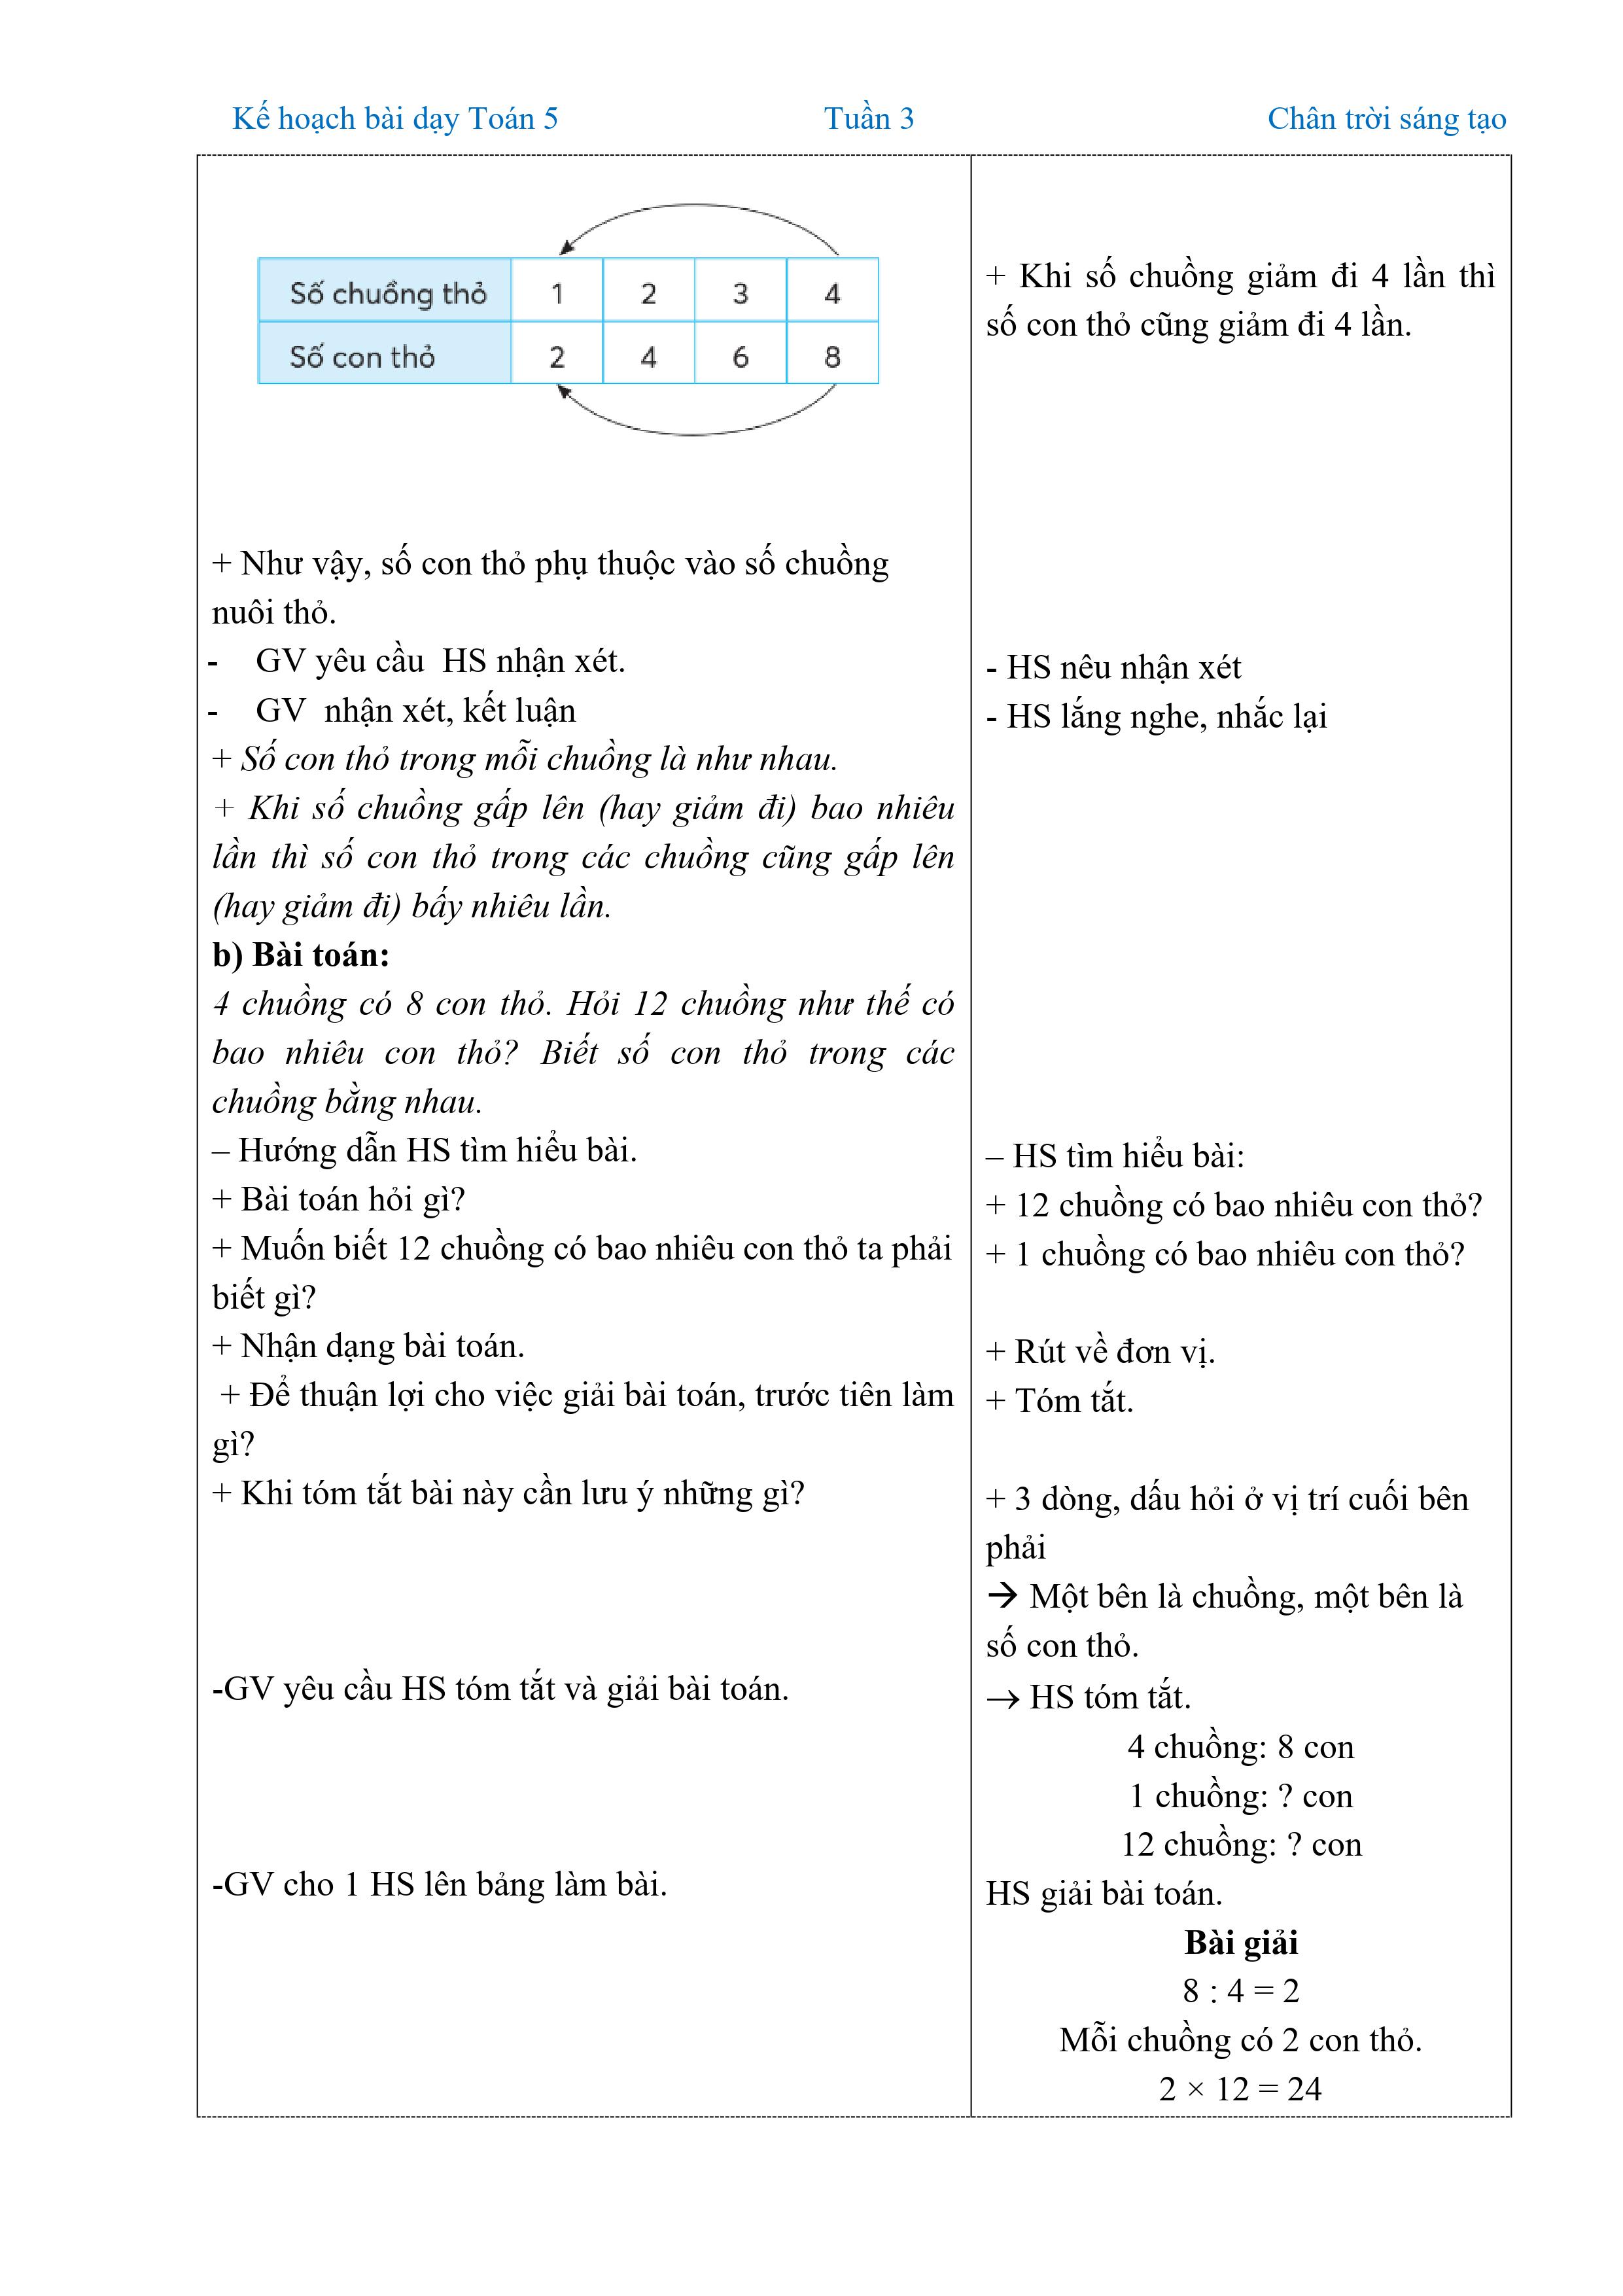 Kế hoạch bài dạy Toán 5 Tuần 3 Chân trời sáng tạo
Số chuồng thỏ 1 2 3 4
Số con thỏ 2 4 6 8
+ Như vậy, số con thỏ phụ thuộc vào số chuồng
nuôi thỏ.
- GV yêu cầu HS nhận xét.
- GV nhận xét, kết luận
+ Số con thỏ trong mỗi chuồng là như nhau.
+ Khi số chuồng gấp lên (hay giảm đi) bao nhiêu
lần thì số con thỏ trong các chuồng cũng gấp lên
(hay giảm đi) bấy nhiêu lần.
b) Bài toán:
4 chuồng có 8 con thỏ. Hỏi 12 chuồng như thế có
bao nhiêu con thỏ? Biết số con thỏ trong các
chuồng bằng nhau.
– Hướng dẫn HS tìm hiểu bài.
+ Bài toán hỏi gì?
+ Muốn biết 12 chuồng có bao nhiêu con thỏ ta phải
biết gì?
+ Nhận dạng bài toán.
+ Để thuận lợi cho việc giải bài toán, trước tiên làm
gì?
+ Khi tóm tắt bài này cần lưu ý những gì?
-GV yêu cầu HS tóm tắt và giải bài toán.
-GV cho 1 HS lên bảng làm bài.
+ Khi số chuồng giảm đi 4 lần thì
số con thỏ cũng giảm đi 4 lần.
- HS nêu nhận xét
- HS lắng nghe, nhắc lại
– HS tìm hiểu bài:
+ 12 chuồng có bao nhiêu con thỏ?
+ 1 chuồng có bao nhiêu con thỏ?
+ Rút về đơn vị.
+ Tóm tắt.
+ 3 dòng, dấu hỏi ở vị trí cuối bên
phải
→ Một bên là chuồng, một bên là
số con thỏ.
→ HS tóm tắt.
4 chuồng: 8 con
1 chuồng: ? con
12 chuồng: ? con
HS giải bài toán.
Bài giải
8 : 4 = 2
Mỗi chuồng có 2 con thỏ.
2 × 12 = 24